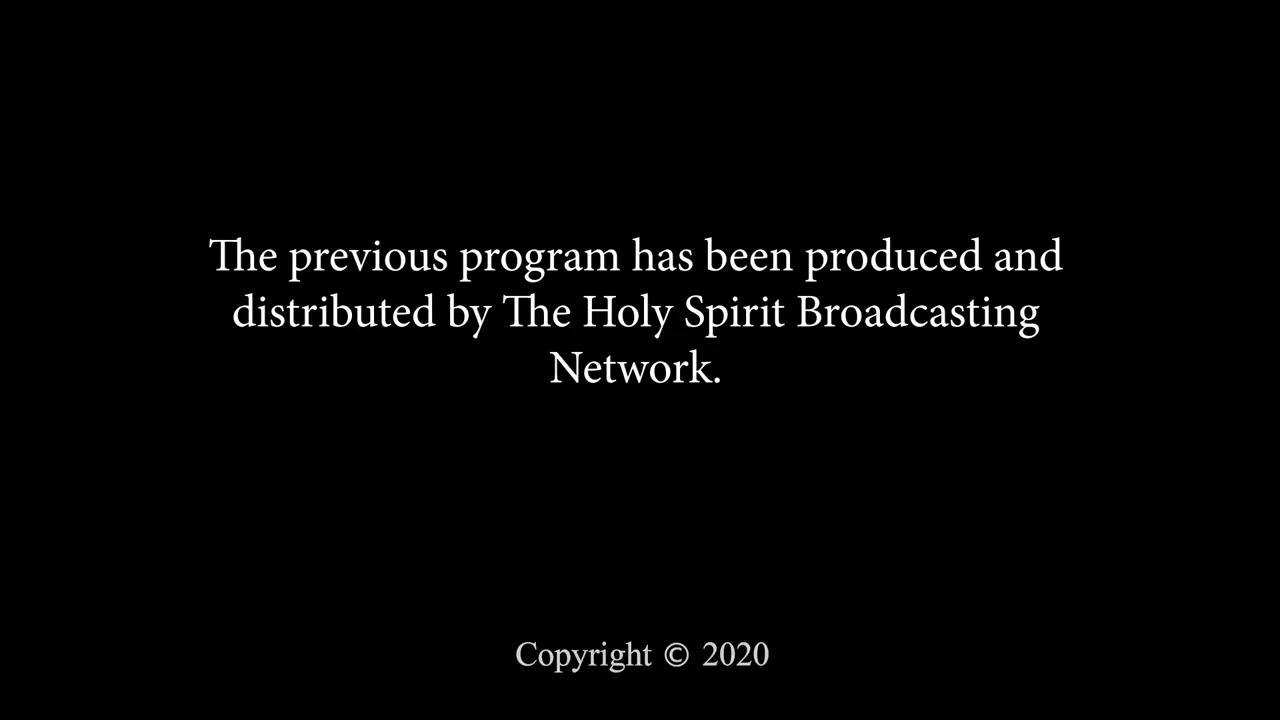 The previous program has been produced and
distributed by The Holy Spirit Broadcasting
Network.
Copyright © 2020